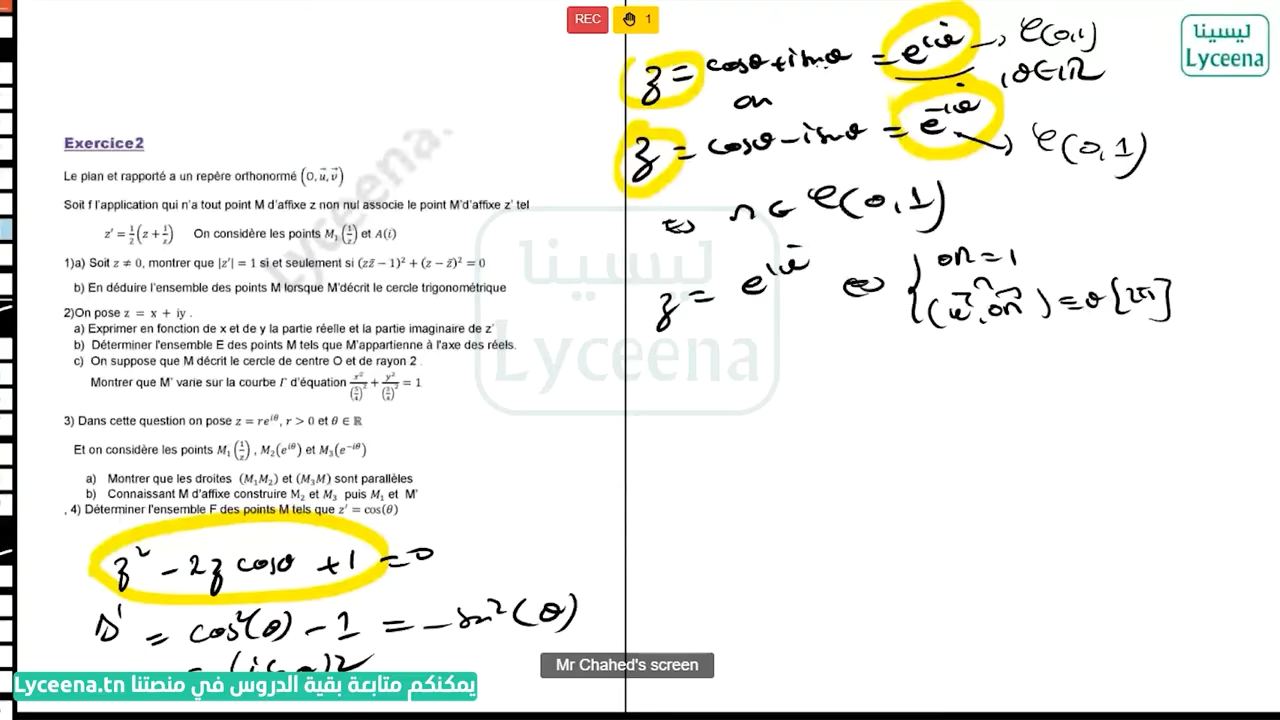 REC
1
ليسينا
Lyceena
Exercice2
Le plan et rapporté a un repère orthonormé (O, u⃗, v⃗)
Soit f l'application qui n'a tout point M d'affixe z non nul associe le point M'd'affixe z' tel
z' = 1/2 (z + 1/z) On considère les points M₁ (1/z) et A(i)
1)a) Soit z ≠ 0, montrer que |z'| = 1 si et seulement si (zz̄ − 1)² + (z − z̄)² = 0
b) En déduire l'ensemble des points M lorsque M'décrit le cercle trigonométrique
2)On pose z = x + iy .
a) Exprimer en fonction de x et de y la partie réelle et la partie imaginaire de z'
b) Déterminer l'ensemble E des points M tels que M'appartienne à l'axe des réels.
c) On suppose que M décrit le cercle de centre O et de rayon 2 .
Montrer que M' varie sur la courbe Γ d'équation x²/(5/4)² + y²/(3/4)² = 1
3) Dans cette question on pose z = re^{iθ}, r > 0 et θ ∈ ℝ
Et on considère les points M₁ (1/z) , M₂(e^{iθ}) et M₃(e^{−iθ})
a) Montrer que les droites (M₁M₂) et (M₃M) sont parallèles
b) Connaissant M d'affixe construire M₂ et M₃ puis M₁ et M'
, 4) Déterminer l'ensemble F des points M tels que z' = cos(θ)
z² − 2z cosθ + 1 = 0
Δ' = cos²(θ) − 1 = −sin²(θ)
z = cosθ + i sinθ = e^{iθ} → 𝒞(0,1)
, θ∈ℝ
ou
z = cosθ − i sinθ = e^{−iθ} → 𝒞(0,1)
⇔ M ∈ 𝒞(0,1)
z = e^{iθ} ⇔ { OM = 1
(u⃗, OM⃗) ≡ θ [2π]
ليسينا
Lyceena
Lyceena.
Mr Chahed's screen
يمكنكم متابعة بقية الدروس في منصتنا Lyceena.tn